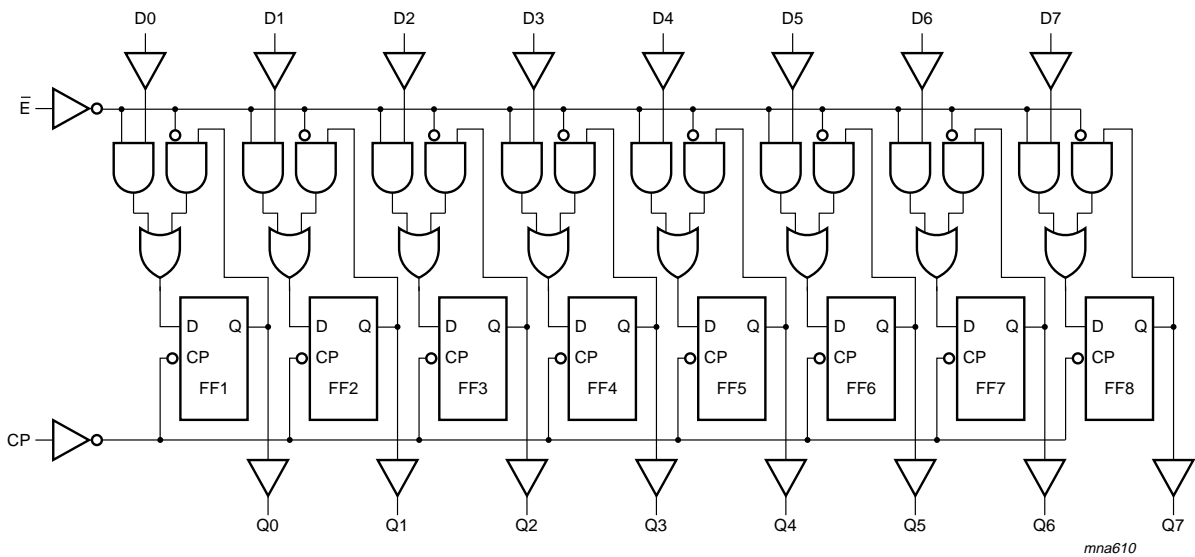 D0 D1 D2 D3 D4 D5 D6 D7
E̅
D Q D Q D Q D Q D Q D Q D Q D Q
CP CP CP CP CP CP CP CP
FF1 FF2 FF3 FF4 FF5 FF6 FF7 FF8
CP
Q0 Q1 Q2 Q3 Q4 Q5 Q6 Q7
mna610